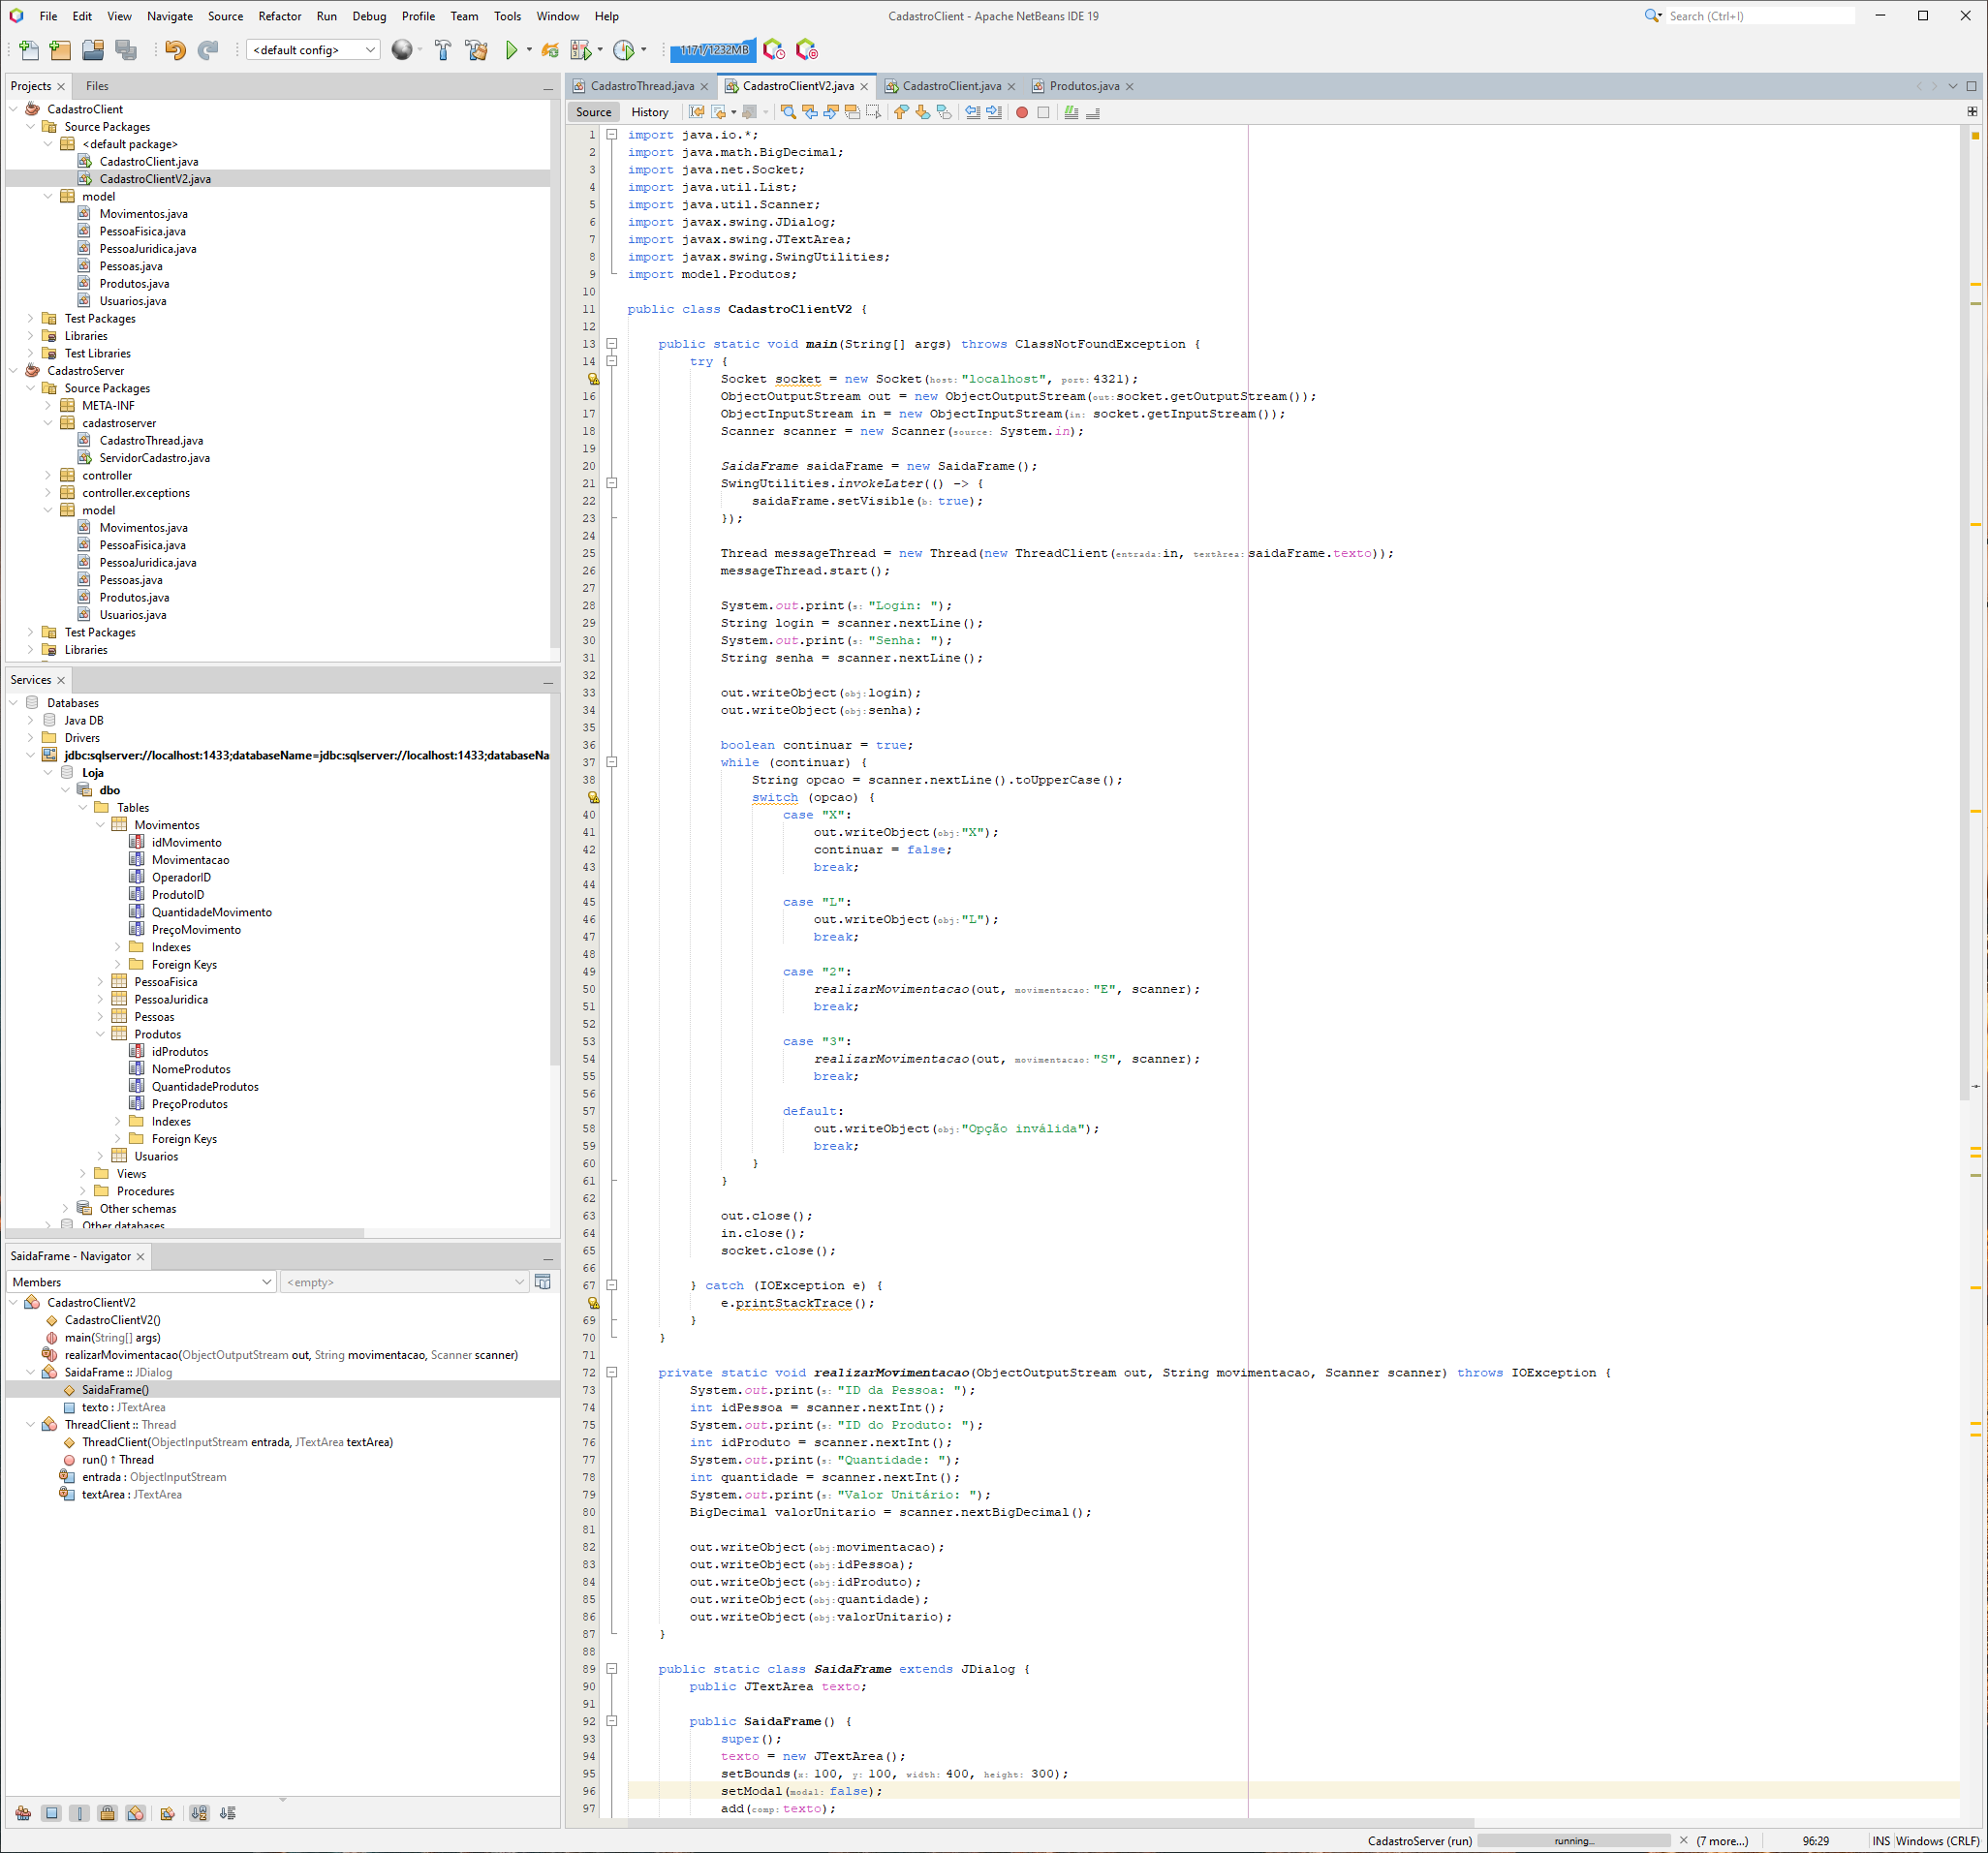 File Edit View Navigate Source Refactor Run Debug Profile Team Tools Window Help
CadastroClient - Apache NetBeans IDE 19
Search (Ctrl+I)
<default config>
1171/1232MB
Projects
Files
CadastroClient
Source Packages
<default package>
CadastroClient.java
CadastroClientV2.java
model
Movimentos.java
PessoaFisica.java
PessoaJuridica.java
Pessoas.java
Produtos.java
Usuarios.java
Test Packages
Libraries
Test Libraries
CadastroServer
Source Packages
META-INF
cadastroserver
CadastroThread.java
ServidorCadastro.java
controller
controller.exceptions
model
Movimentos.java
PessoaFisica.java
PessoaJuridica.java
Pessoas.java
Produtos.java
Usuarios.java
Test Packages
Libraries
Services
Databases
Java DB
Drivers
jdbc:sqlserver://localhost:1433;databaseName=jdbc:sqlserver://localhost:1433;databaseNa
Loja
dbo
Tables
Movimentos
idMovimento
Movimentacao
OperadorID
ProdutoID
QuantidadeMovimento
PreçoMovimento
Indexes
Foreign Keys
PessoaFisica
PessoaJuridica
Pessoas
Produtos
idProdutos
NomeProdutos
QuantidadeProdutos
PreçoProdutos
Indexes
Foreign Keys
Usuarios
Views
Procedures
Other schemas
Other databases
SaidaFrame - Navigator
Members
<empty>
CadastroClientV2
CadastroClientV2()
main(String[] args)
realizarMovimentacao(ObjectOutputStream out, String movimentacao, Scanner scanner)
SaidaFrame :: JDialog
SaidaFrame()
texto : JTextArea
ThreadClient :: Thread
ThreadClient(ObjectInputStream entrada, JTextArea textArea)
run() ↑ Thread
entrada : ObjectInputStream
textArea : JTextArea
CadastroThread.java CadastroClientV2.java CadastroClient.java Produtos.java
Source History
1 import java.io.*;
2 import java.math.BigDecimal;
3 import java.net.Socket;
4 import java.util.List;
5 import java.util.Scanner;
6 import javax.swing.JDialog;
7 import javax.swing.JTextArea;
8 import javax.swing.SwingUtilities;
9 import model.Produtos;
10
11 public class CadastroClientV2 {
12
13 public static void main(String[] args) throws ClassNotFoundException {
14 try {
Socket socket = new Socket(host: "localhost", port: 4321);
16 ObjectOutputStream out = new ObjectOutputStream(out: socket.getOutputStream());
17 ObjectInputStream in = new ObjectInputStream(in: socket.getInputStream());
18 Scanner scanner = new Scanner(source: System.in);
19
20 SaidaFrame saidaFrame = new SaidaFrame();
21 SwingUtilities.invokeLater(() -> {
22 saidaFrame.setVisible(b: true);
23 });
24
25 Thread messageThread = new Thread(new ThreadClient(entrada: in, textArea: saidaFrame.texto));
26 messageThread.start();
27
28 System.out.print(s: "Login: ");
29 String login = scanner.nextLine();
30 System.out.print(s: "Senha: ");
31 String senha = scanner.nextLine();
32
33 out.writeObject(obj: login);
34 out.writeObject(obj: senha);
35
36 boolean continuar = true;
37 while (continuar) {
38 String opcao = scanner.nextLine().toUpperCase();
switch (opcao) {
40 case "X":
41 out.writeObject(obj: "X");
42 continuar = false;
43 break;
44
45 case "L":
46 out.writeObject(obj: "L");
47 break;
48
49 case "2":
50 realizarMovimentacao(out, movimentacao: "E", scanner);
51 break;
52
53 case "3":
54 realizarMovimentacao(out, movimentacao: "S", scanner);
55 break;
56
57 default:
58 out.writeObject(obj: "Opção inválida");
59 break;
60 }
61 }
62
63 out.close();
64 in.close();
65 socket.close();
66
67 } catch (IOException e) {
e.printStackTrace();
69 }
70 }
71
72 private static void realizarMovimentacao(ObjectOutputStream out, String movimentacao, Scanner scanner) throws IOException {
73 System.out.print(s: "ID da Pessoa: ");
74 int idPessoa = scanner.nextInt();
75 System.out.print(s: "ID do Produto: ");
76 int idProduto = scanner.nextInt();
77 System.out.print(s: "Quantidade: ");
78 int quantidade = scanner.nextInt();
79 System.out.print(s: "Valor Unitário: ");
80 BigDecimal valorUnitario = scanner.nextBigDecimal();
81
82 out.writeObject(obj: movimentacao);
83 out.writeObject(obj: idPessoa);
84 out.writeObject(obj: idProduto);
85 out.writeObject(obj: quantidade);
86 out.writeObject(obj: valorUnitario);
87 }
88
89 public static class SaidaFrame extends JDialog {
90 public JTextArea texto;
91
92 public SaidaFrame() {
93 super();
94 texto = new JTextArea();
95 setBounds(x: 100, y: 100, width: 400, height: 300);
96 setModal(modal: false);
97 add(comp: texto);
CadastroServer (run) running... (7 more...) 96:29 INS Windows (CRLF)